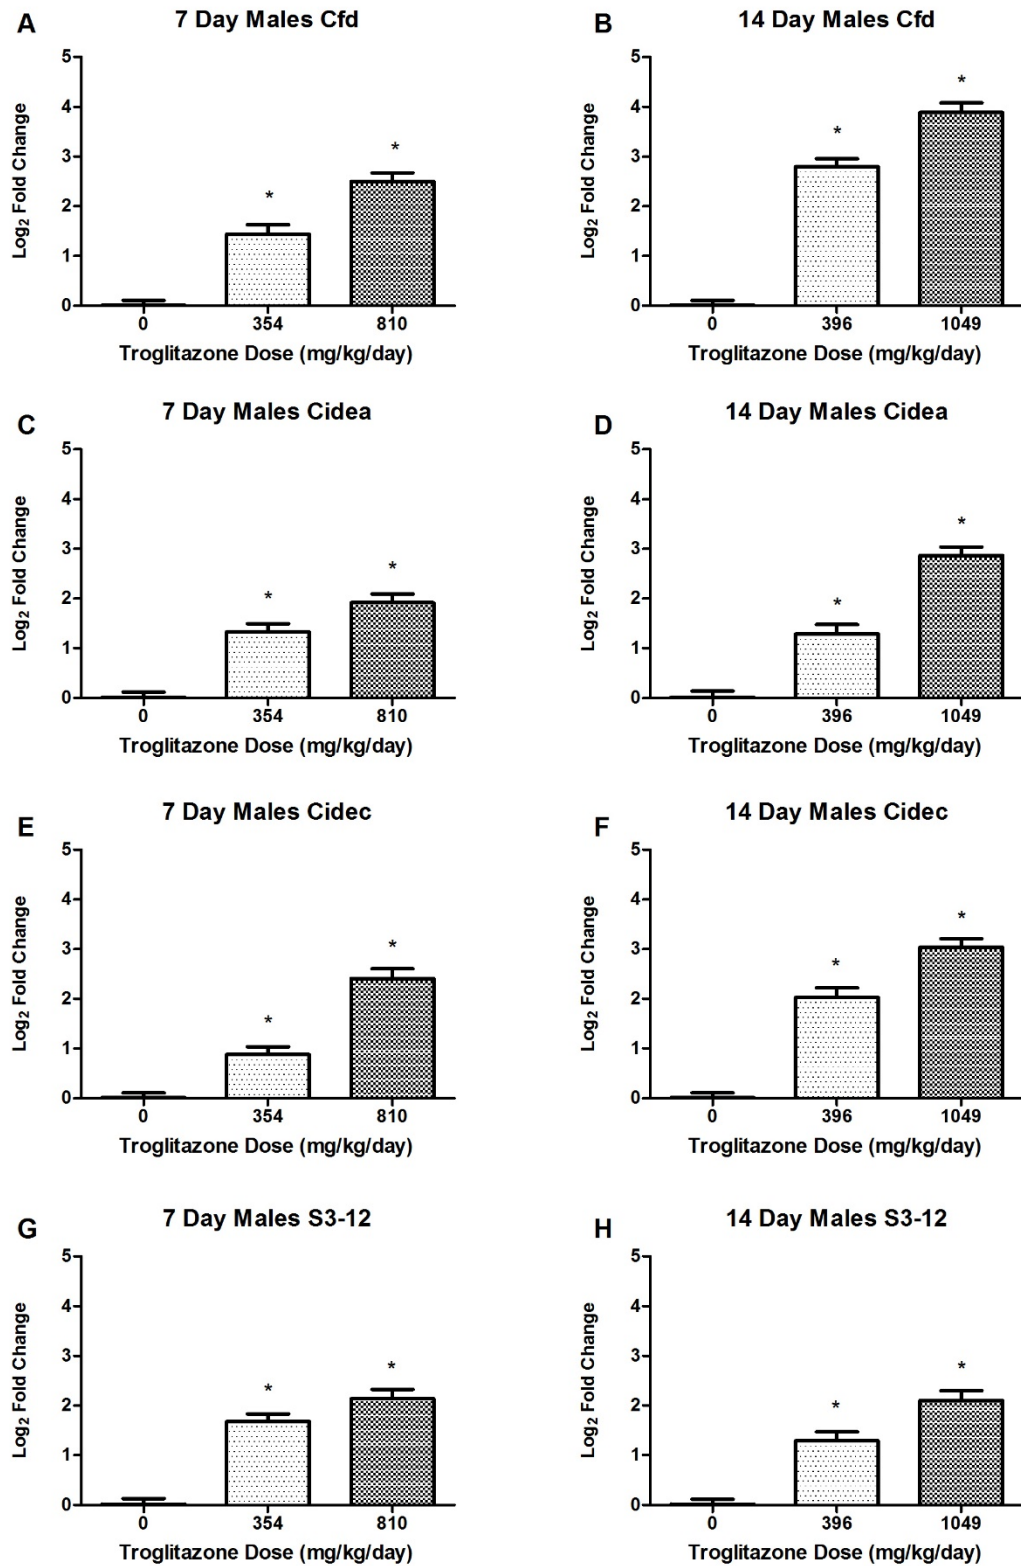 A 7 Day Males Cfd
5
4
3
2
1
0
Log2 Fold Change
* *
0 354 810
Troglitazone Dose (mg/kg/day)
B 14 Day Males Cfd
5
4
3
2
1
0
Log2 Fold Change
* *
0 396 1049
Troglitazone Dose (mg/kg/day)
C 7 Day Males Cidea
5
4
3
2
1
0
Log2 Fold Change
* *
0 354 810
Troglitazone Dose (mg/kg/day)
D 14 Day Males Cidea
5
4
3
2
1
0
Log2 Fold Change
* *
0 396 1049
Troglitazone Dose (mg/kg/day)
E 7 Day Males Cidec
5
4
3
2
1
0
Log2 Fold Change
* *
0 354 810
Troglitazone Dose (mg/kg/day)
F 14 Day Males Cidec
5
4
3
2
1
0
Log2 Fold Change
* *
0 396 1049
Troglitazone Dose (mg/kg/day)
G 7 Day Males S3-12
5
4
3
2
1
0
Log2 Fold Change
* *
0 354 810
Troglitazone Dose (mg/kg/day)
H 14 Day Males S3-12
5
4
3
2
1
0
Log2 Fold Change
* *
0 396 1049
Troglitazone Dose (mg/kg/day)